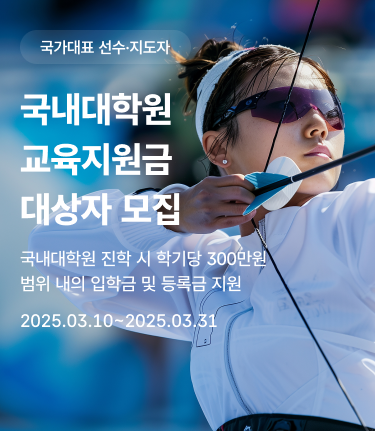 국가대표 선수·지도자
국내대학원
교육지원금
대상자 모집
국내대학원 진학 시 학기당 300만원
범위 내의 입학금 및 등록금 지원
2025.03.10~2025.03.31